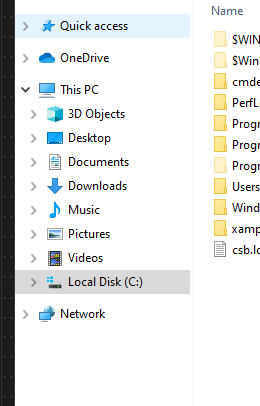 Name
Quick access
OneDrive
This PC
3D Objects
Desktop
Documents
Downloads
Music
Pictures
Videos
Local Disk (C:)
Network
$WIN
$Win
cmde
PerfL
Progr
Progr
Progr
Users
Wind
xamp
csb.lo